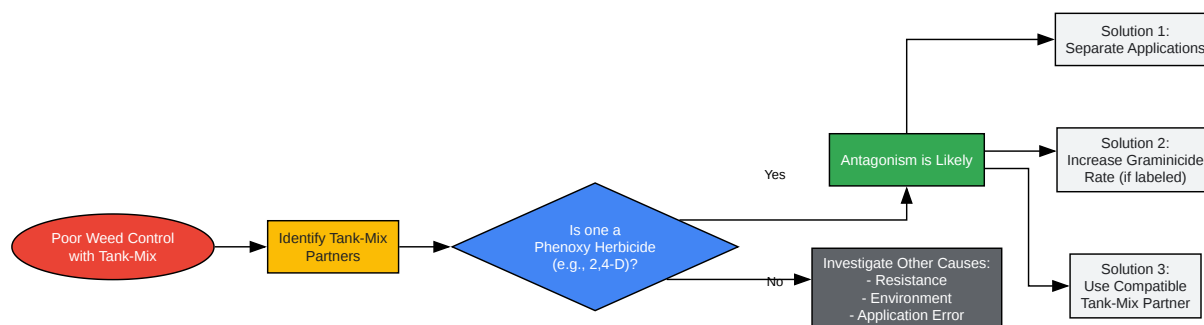 Poor Weed Control
with Tank-Mix
Identify Tank-Mix
Partners
Is one a
Phenoxy Herbicide
(e.g., 2,4-D)?
Yes
No
Antagonism is Likely
Investigate Other Causes:
- Resistance
- Environment
- Application Error
Solution 1:
Separate Applications
Solution 2:
Increase Graminicide
Rate (if labeled)
Solution 3:
Use Compatible
Tank-Mix Partner